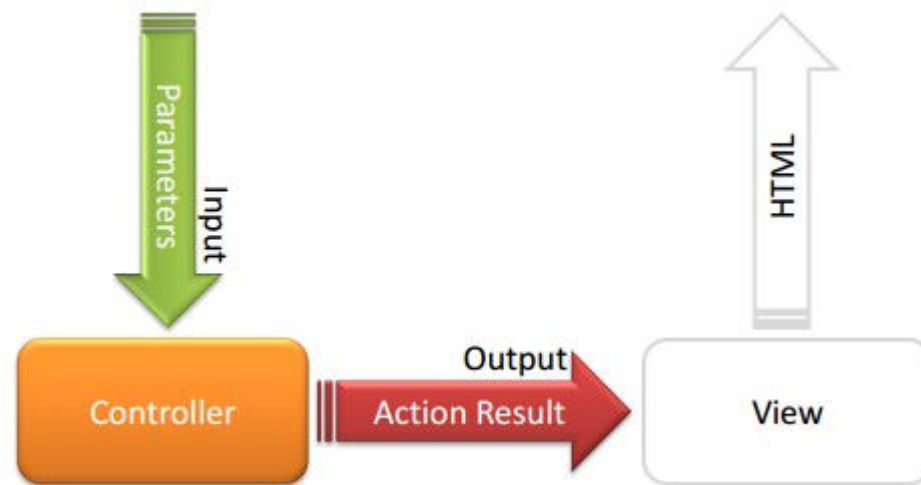 Parameters
Input
HTML
Output
Controller
Action Result
View